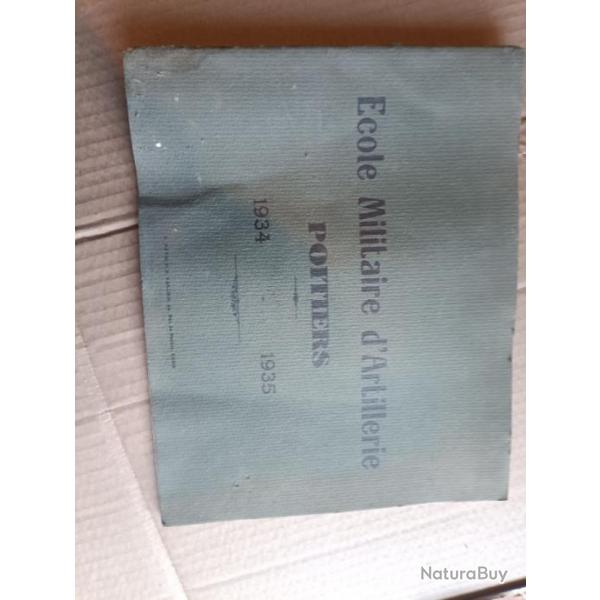 Ecole Militaire d'Artillerie
POITIERS
1934 - 1935
NaturaBuy